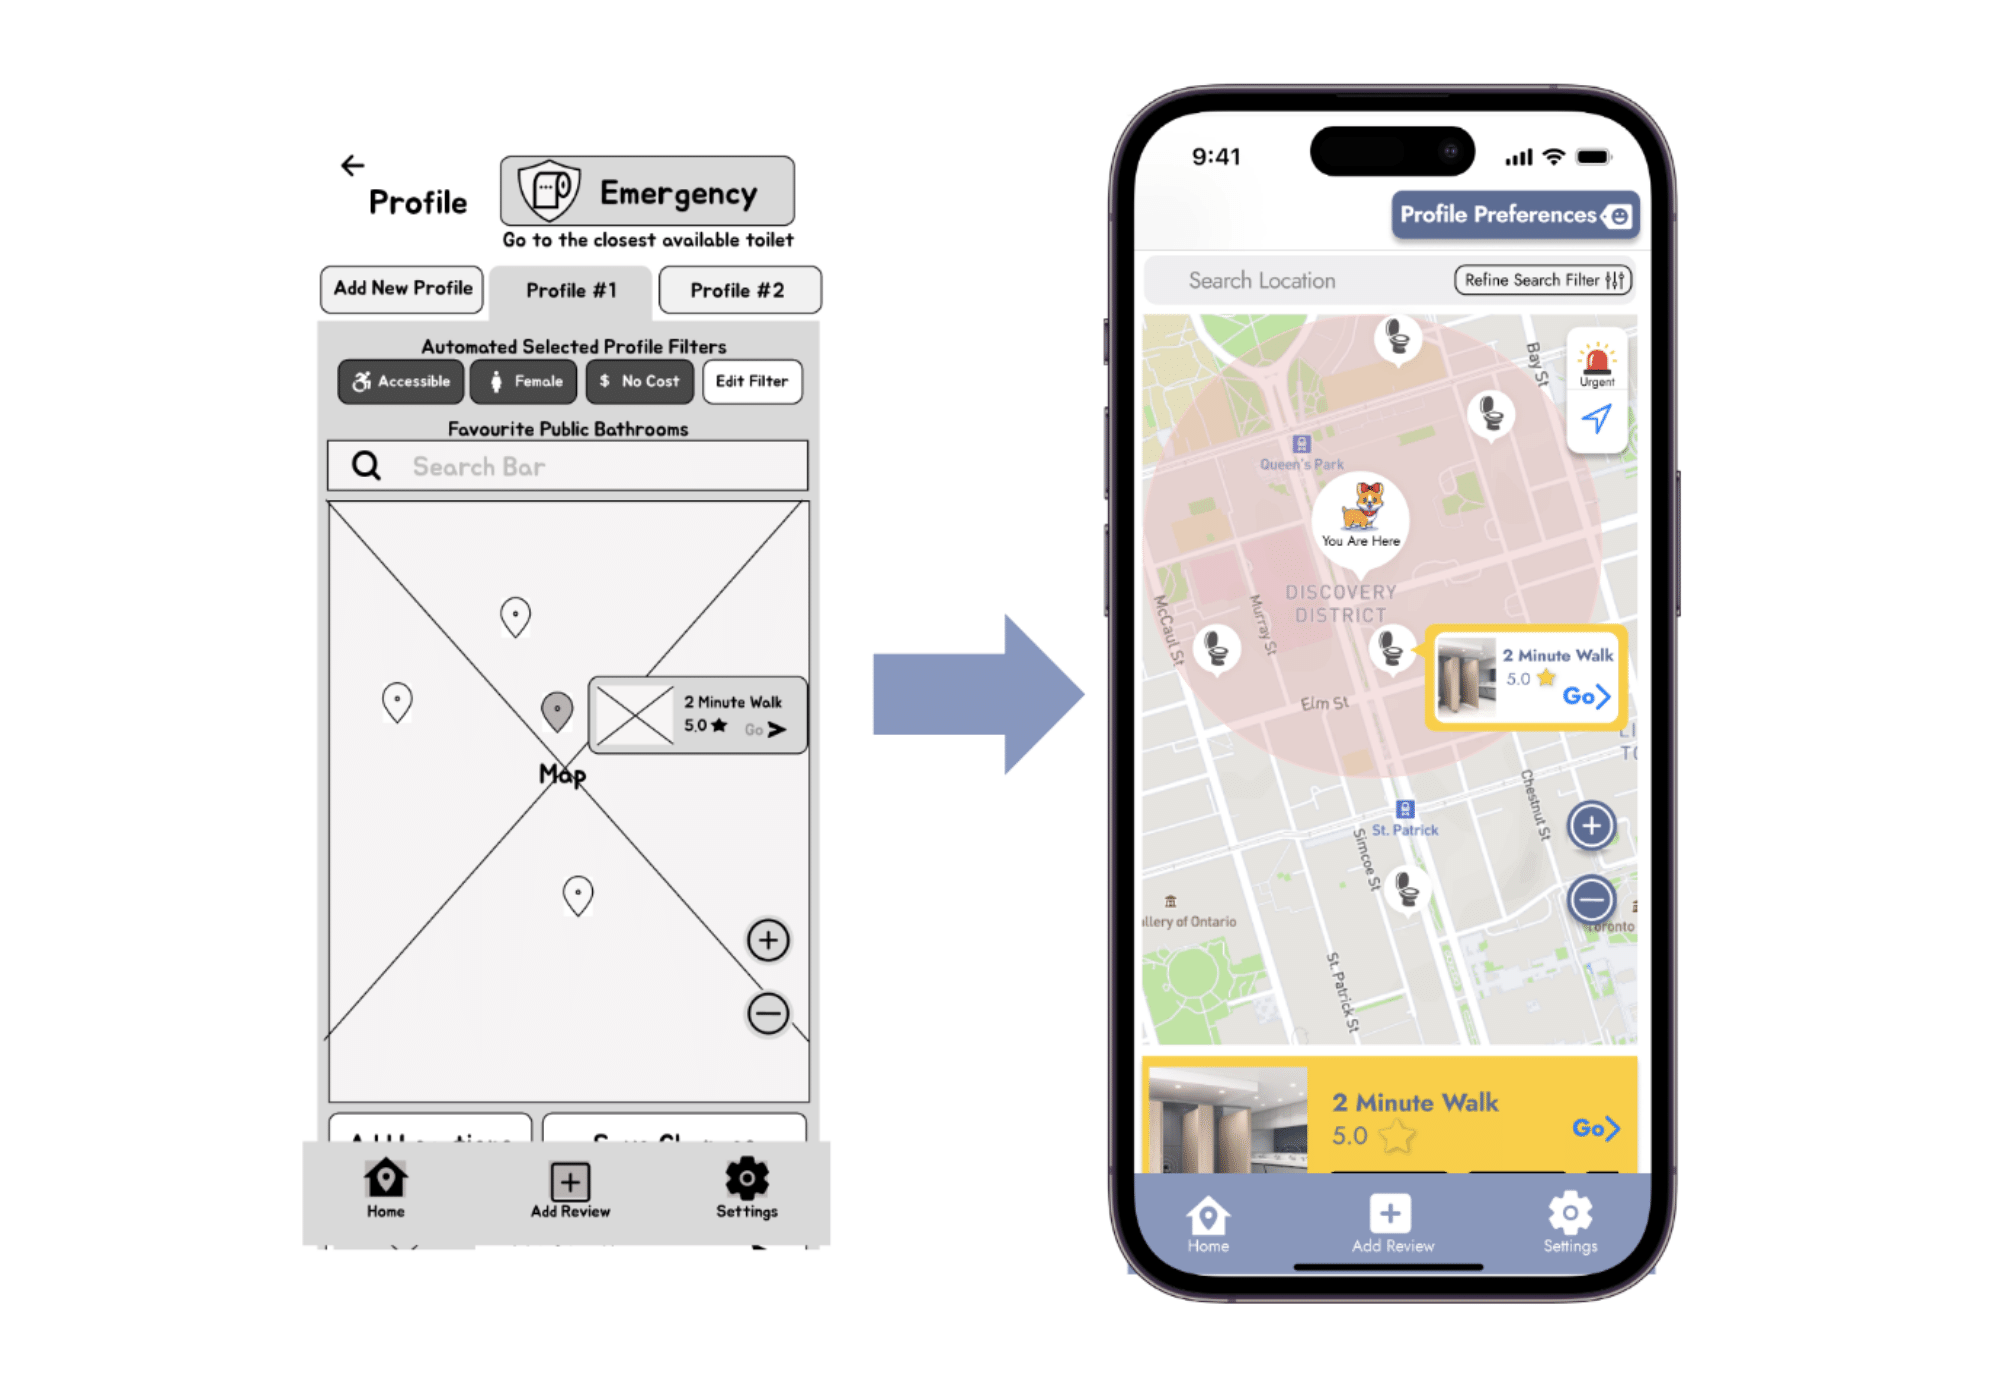 Profile
Emergency
Go to the closest available toilet
Add New Profile
Profile #1
Profile #2
Automated Selected Profile Filters
Accessible
Female
$ No Cost
Edit Filter
Favourite Public Bathrooms
Search Bar
2 Minute Walk
5.0
Go
Map
Home
Add Review
Settings
9:41
Profile Preferences
Search Location
Refine Search Filter
Bay St
Urgent
Queen's Park
You Are Here
DISCOVERY
DISTRICT
McCaul St
Murray St
2 Minute Walk
5.0
Go
Elm St
Chestnut St
St. Patrick
Simcoe St
llery of Ontario
Toronto
St. Patrick St
2 Minute Walk
5.0
Go
Home
Add Review
Settings